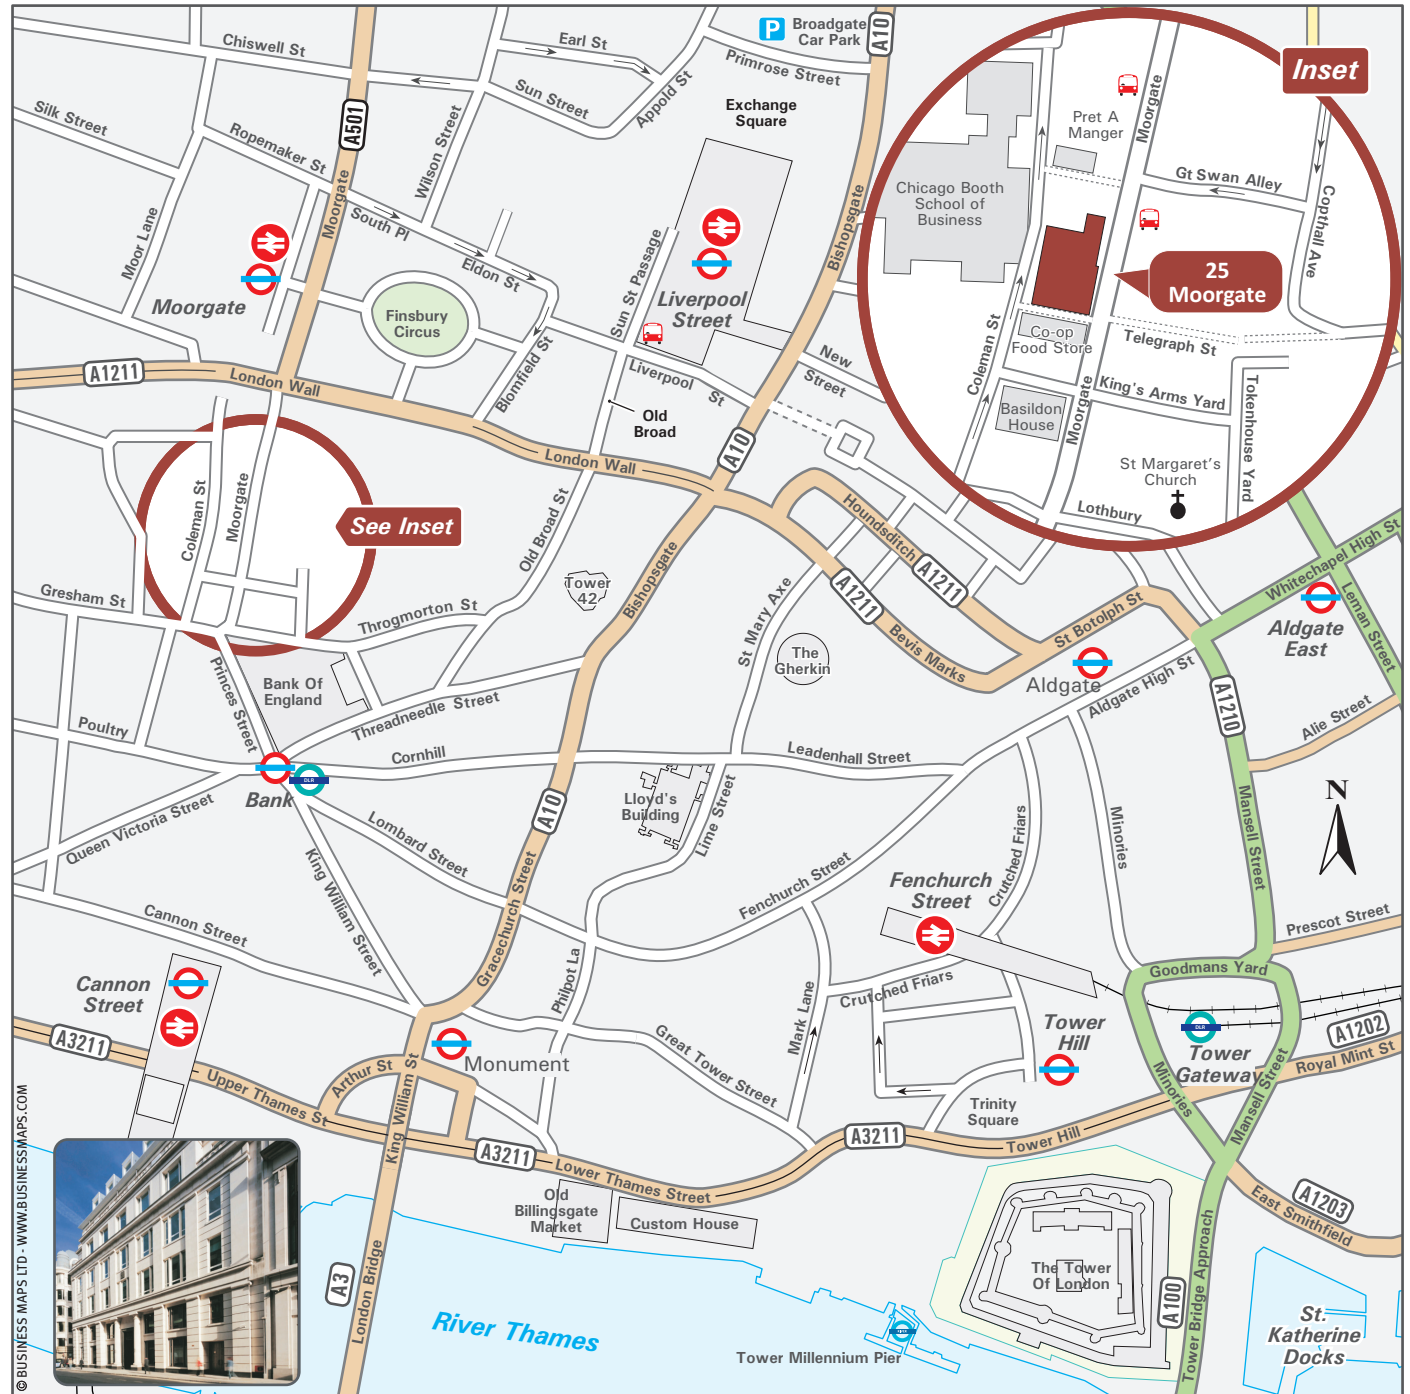 Chiswell St
Earl St
Broadgate
Car Park
P
A10
Primrose Street
Inset
Silk Street
Sun Street
Appold St
Exchange
Square
A501
Ropemaker St
Wilson Street
Moorgate
Pret A
Manger
Moorgate
Gt Swan Alley
Copthall Ave
Chicago Booth
School of
Business
Moor Lane
South Pl
Eldon St
Sun St Passage
Bishopsgate
Moorgate
Finsbury
Circus
Liverpool
Street
25
Moorgate
Coleman St
Co-op
Food Store
Telegraph St
A1211
London Wall
Blomfield St
Liverpool St
New
Street
Old
Broad
King's Arms Yard
Tokenhouse Yard
Basildon
House
Moorgate
St Margaret's
Church
Lothbury
A10
London Wall
Coleman St
Moorgate
See Inset
Old Broad St
Houndsditch
A1211
A1211
Whitechapel High St
Leman Street
Aldgate
East
Gresham St
Throgmorton St
Tower
42
Bishopsgate
St Mary Axe
The
Gherkin
Bevis Marks
St Botolph St
Aldgate
Aldgate High St
A1210
Alie Street
Princes Street
Bank Of
England
Threadneedle Street
Poultry
Cornhill
Leadenhall Street
Bank
DLR
Queen Victoria Street
Lombard Street
A10
Lloyd's
Building
Lime Street
Crutched Friars
Minories
Mansell Street
N
King William Street
Gracechurch Street
Fenchurch Street
Fenchurch
Street
Prescot Street
Cannon Street
Cannon
Street
Philpot La
Mark Lane
Crutched Friars
Goodmans Yard
A3211
Monument
Great Tower Street
Tower
Hill
DLR
Tower
Gateway
A1202
Royal Mint St
Upper Thames St
Arthur St
King William St
Trinity
Square
Minories
Mansell Street
A3211
A3211
Tower Hill
Lower Thames Street
Old
Billingsgate
Market
Custom House
The Tower
Of London
A1203
East Smithfield
A3
London Bridge
River Thames
Tower Millennium Pier
A100
Tower Bridge Approach
St.
Katherine
Docks
© BUSINESS MAPS LTD - WWW.BUSINESSMAPS.COM